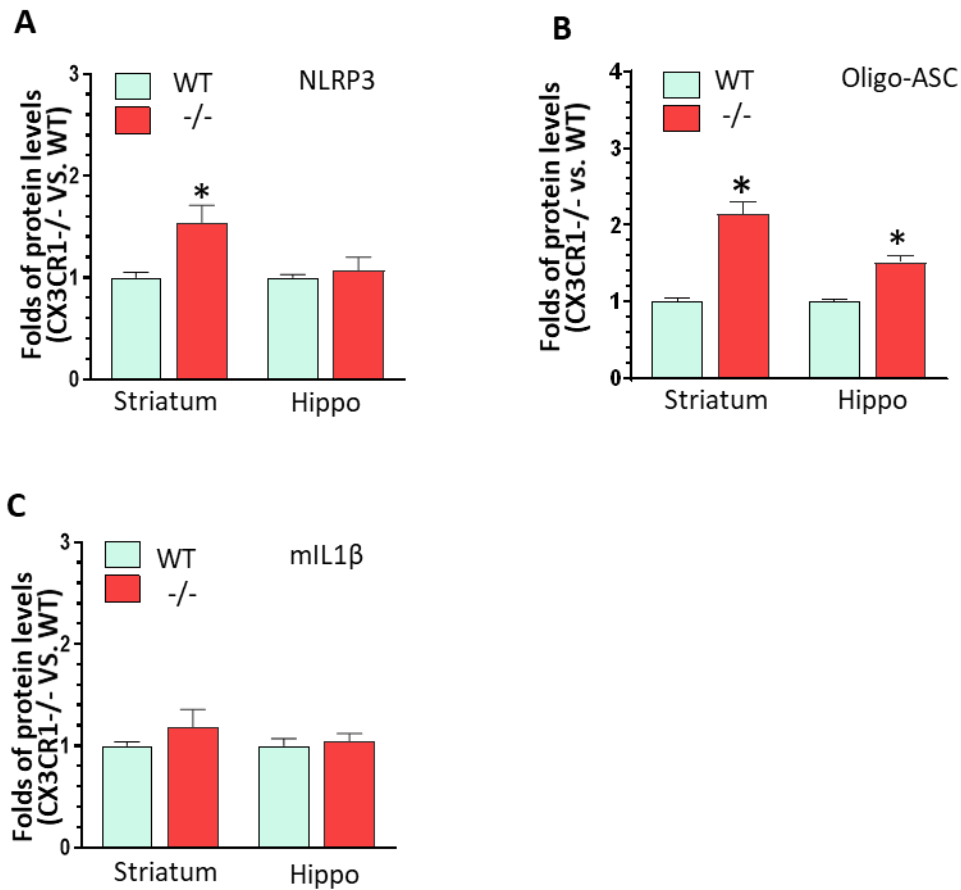 A
Folds of protein levels
(CX3CR1-/- VS. WT)
3
2
1
0
WT
-/-
NLRP3
*
Striatum
Hippo
B
Folds of protein levels
(CX3CR1-/- vs. WT)
4
3
2
1
0
WT
-/-
Oligo-ASC
*
*
Striatum
Hippo
C
Folds of protein levels
(CX3CR1-/- VS. WT)
3
2
1
0
WT
-/-
mIL1β
Striatum
Hippo